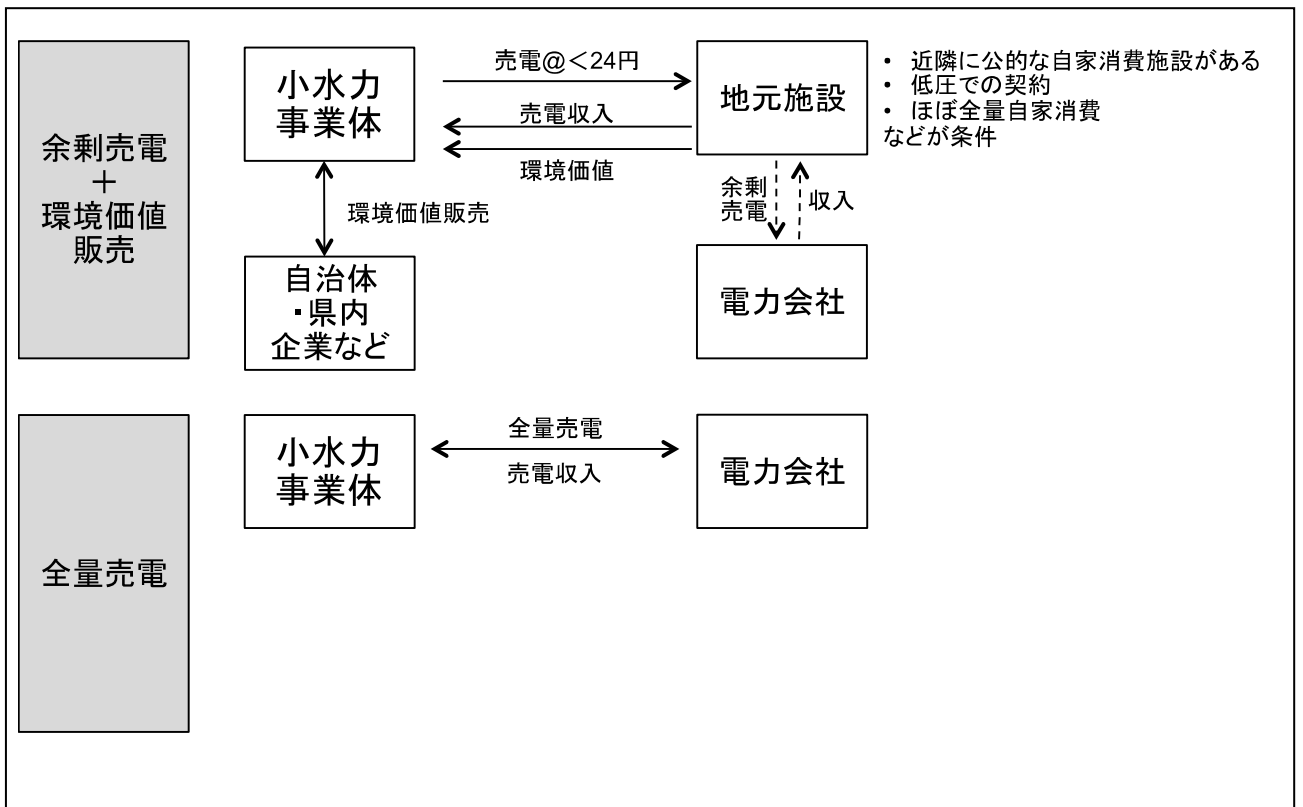 余剰売電
＋
環境価値
販売
小水力
事業体
売電@＜24円
売電収入
環境価値
地元施設
• 近隣に公的な自家消費施設がある
• 低圧での契約
• ほぼ全量自家消費
などが条件
環境価値販売
余剰
売電
収入
自治体
・県内
企業など
電力会社
全量売電
小水力
事業体
全量売電
売電収入
電力会社